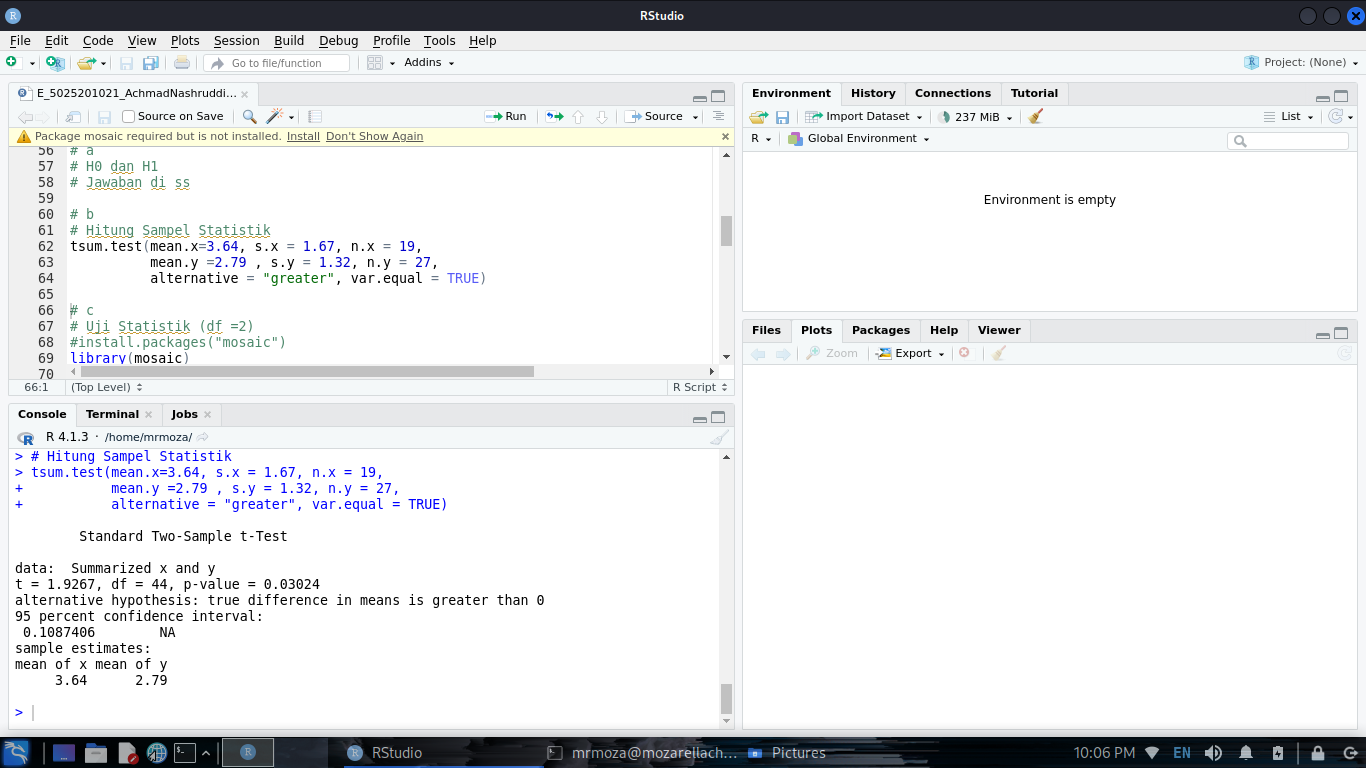 RStudio
File Edit Code View Plots Session Build Debug Profile Tools Help
Go to file/function Addins Project: (None)
E_5025201021_AchmadNashruddi...
Source on Save Run Source
Package mosaic required but is not installed. Install Don't Show Again
56 # a
57 # H0 dan H1
58 # Jawaban di ss
59
60 # b
61 # Hitung Sampel Statistik
62 tsum.test(mean.x=3.64, s.x = 1.67, n.x = 19,
63 mean.y =2.79 , s.y = 1.32, n.y = 27,
64 alternative = "greater", var.equal = TRUE)
65
66 # c
67 # Uji Statistik (df =2)
68 #install.packages("mosaic")
69 library(mosaic)
70
66:1 (Top Level) R Script
Console Terminal Jobs
R 4.1.3 · /home/mrmoza/
> # Hitung Sampel Statistik
> tsum.test(mean.x=3.64, s.x = 1.67, n.x = 19,
+ mean.y =2.79 , s.y = 1.32, n.y = 27,
+ alternative = "greater", var.equal = TRUE)
Standard Two-Sample t-Test
data: Summarized x and y
t = 1.9267, df = 44, p-value = 0.03024
alternative hypothesis: true difference in means is greater than 0
95 percent confidence interval:
0.1087406 NA
sample estimates:
mean of x mean of y
3.64 2.79
>
Environment History Connections Tutorial
Import Dataset 237 MiB List
R Global Environment
Environment is empty
Files Plots Packages Help Viewer
Zoom Export
RStudio mrmoza@mozarellach... Pictures 10:06 PM EN